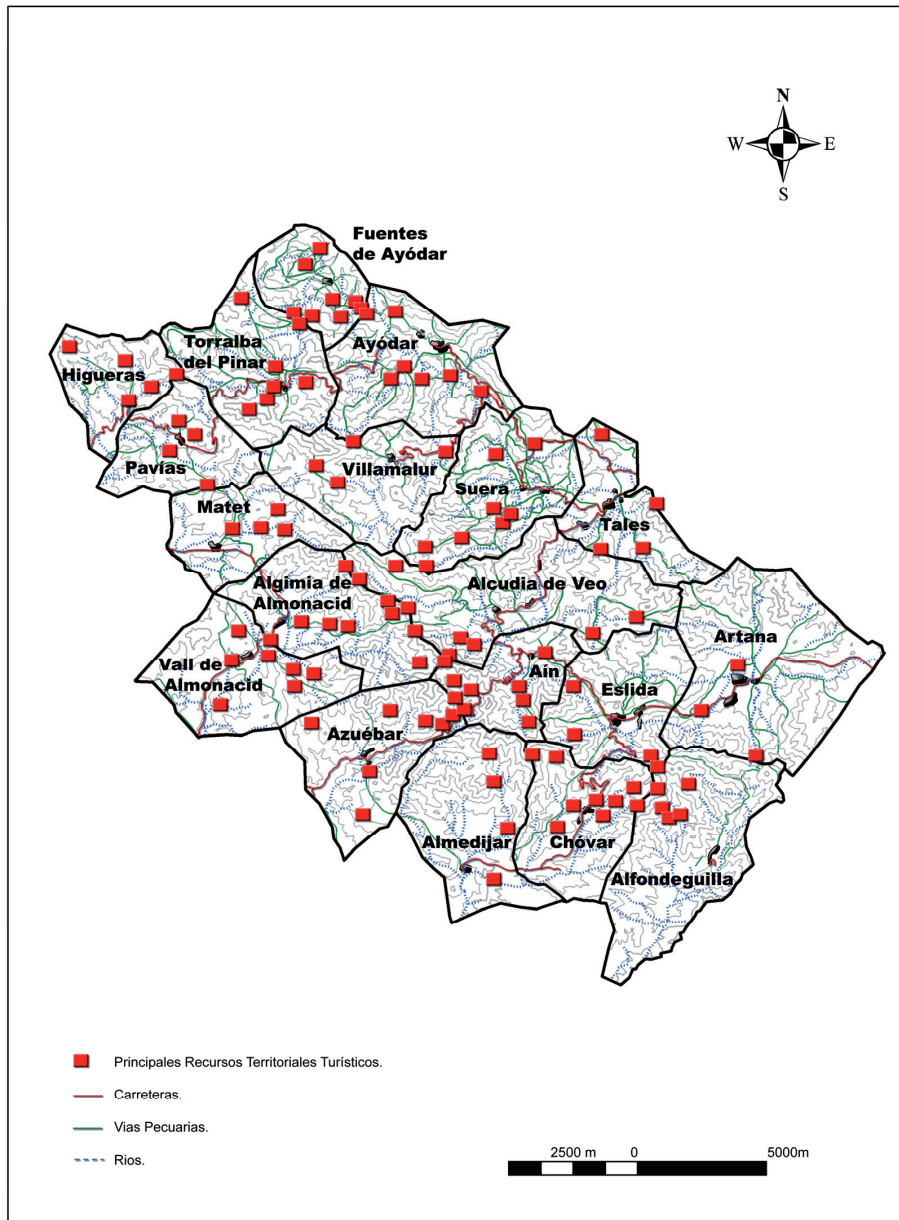 N
W E
S
Fuentes
de Ayódar
Torralba
del Pinar
Ayódar
Higueras
Pavías
Villamalur
Suera
Matet
Tales
Algimia de
Almonacid
Alcudia de Veo
Artana
Vall de
Almonacid
Aín
Eslida
Azuébar
Almedijar
Chóvar
Alfondeguilla
Principales Recursos Territoriales Turísticos.
Carreteras.
Vias Pecuarias.
Rios.
2500 m 0 5000m